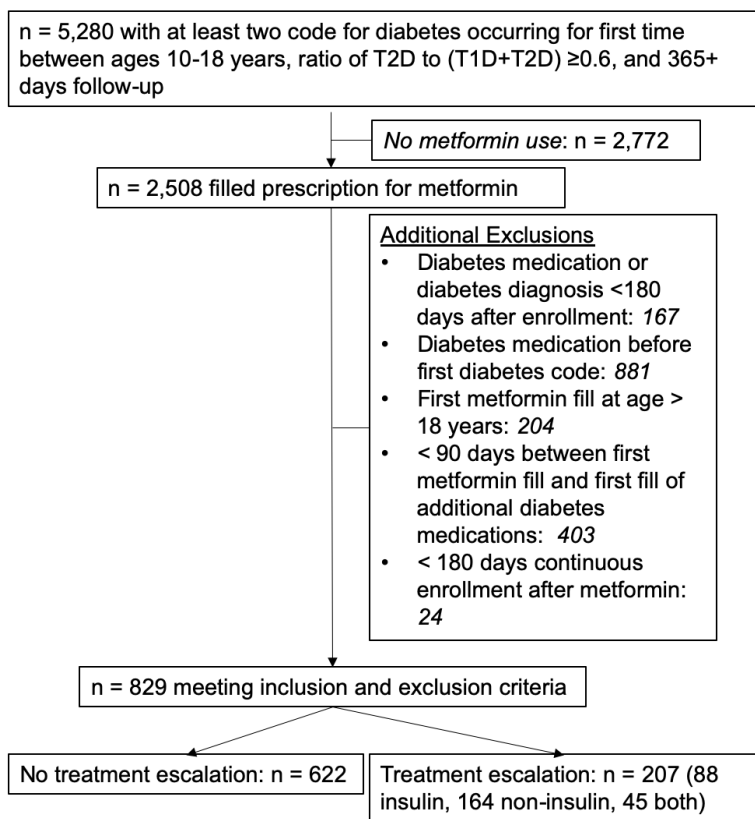 n = 5,280 with at least two code for diabetes occurring for first time
between ages 10-18 years, ratio of T2D to (T1D+T2D) ≥0.6, and 365+
days follow-up
No metformin use: n = 2,772
n = 2,508 filled prescription for metformin
Additional Exclusions
• Diabetes medication or
diabetes diagnosis <180
days after enrollment: 167
• Diabetes medication before
first diabetes code: 881
• First metformin fill at age >
18 years: 204
• < 90 days between first
metformin fill and first fill of
additional diabetes
medications: 403
• < 180 days continuous
enrollment after metformin:
24
n = 829 meeting inclusion and exclusion criteria
No treatment escalation: n = 622
Treatment escalation: n = 207 (88
insulin, 164 non-insulin, 45 both)